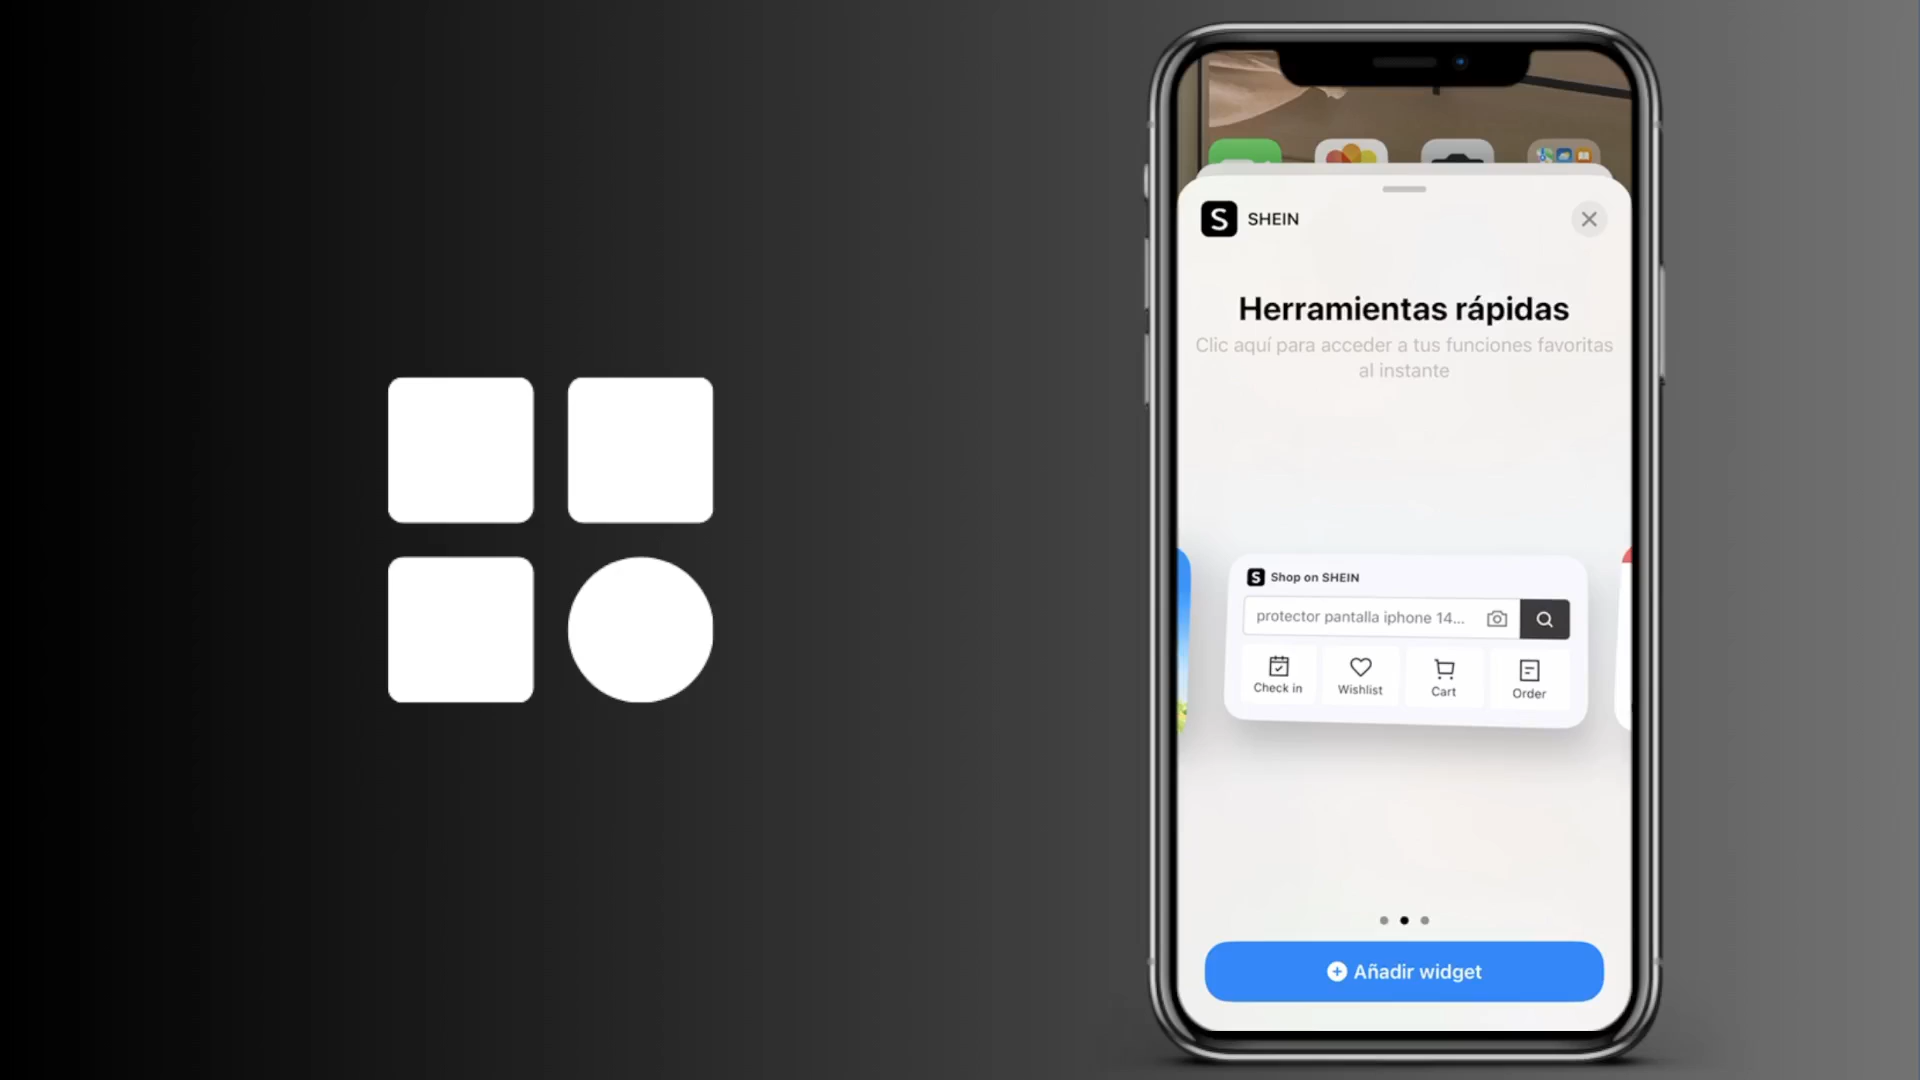 S SHEIN
Herramientas rápidas
Clic aquí para acceder a tus funciones favoritas
al instante
S Shop on SHEIN
protector pantalla iphone 14...
Check in
Wishlist
Cart
Order
Añadir widget